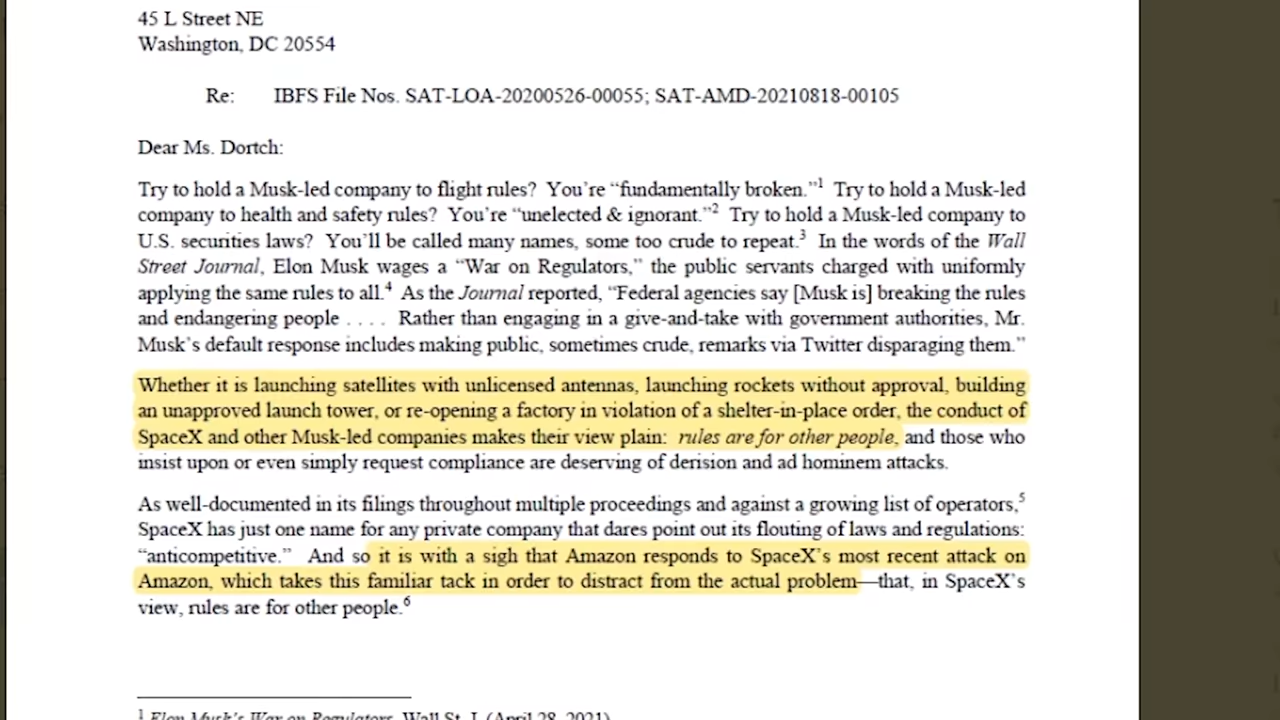 45 L Street NE
Washington, DC 20554
Re: IBFS File Nos. SAT-LOA-20200526-00055; SAT-AMD-20210818-00105
Dear Ms. Dortch:
Try to hold a Musk-led company to flight rules? You're “fundamentally broken.”1 Try to hold a Musk-led
company to health and safety rules? You're “unelected & ignorant.”2 Try to hold a Musk-led company to
U.S. securities laws? You'll be called many names, some too crude to repeat.3 In the words of the Wall
Street Journal, Elon Musk wages a “War on Regulators,” the public servants charged with uniformly
applying the same rules to all.4 As the Journal reported, “Federal agencies say [Musk is] breaking the rules
and endangering people . . . . Rather than engaging in a give-and-take with government authorities, Mr.
Musk's default response includes making public, sometimes crude, remarks via Twitter disparaging them.”
Whether it is launching satellites with unlicensed antennas, launching rockets without approval, building
an unapproved launch tower, or re-opening a factory in violation of a shelter-in-place order, the conduct of
SpaceX and other Musk-led companies makes their view plain: rules are for other people, and those who
insist upon or even simply request compliance are deserving of derision and ad hominem attacks.
As well-documented in its filings throughout multiple proceedings and against a growing list of operators,5
SpaceX has just one name for any private company that dares point out its flouting of laws and regulations:
“anticompetitive.” And so it is with a sigh that Amazon responds to SpaceX's most recent attack on
Amazon, which takes this familiar tack in order to distract from the actual problem—that, in SpaceX's
view, rules are for other people.6
1 Elon Musk's War on Regulators, Wall St. J. (April 28, 2021)